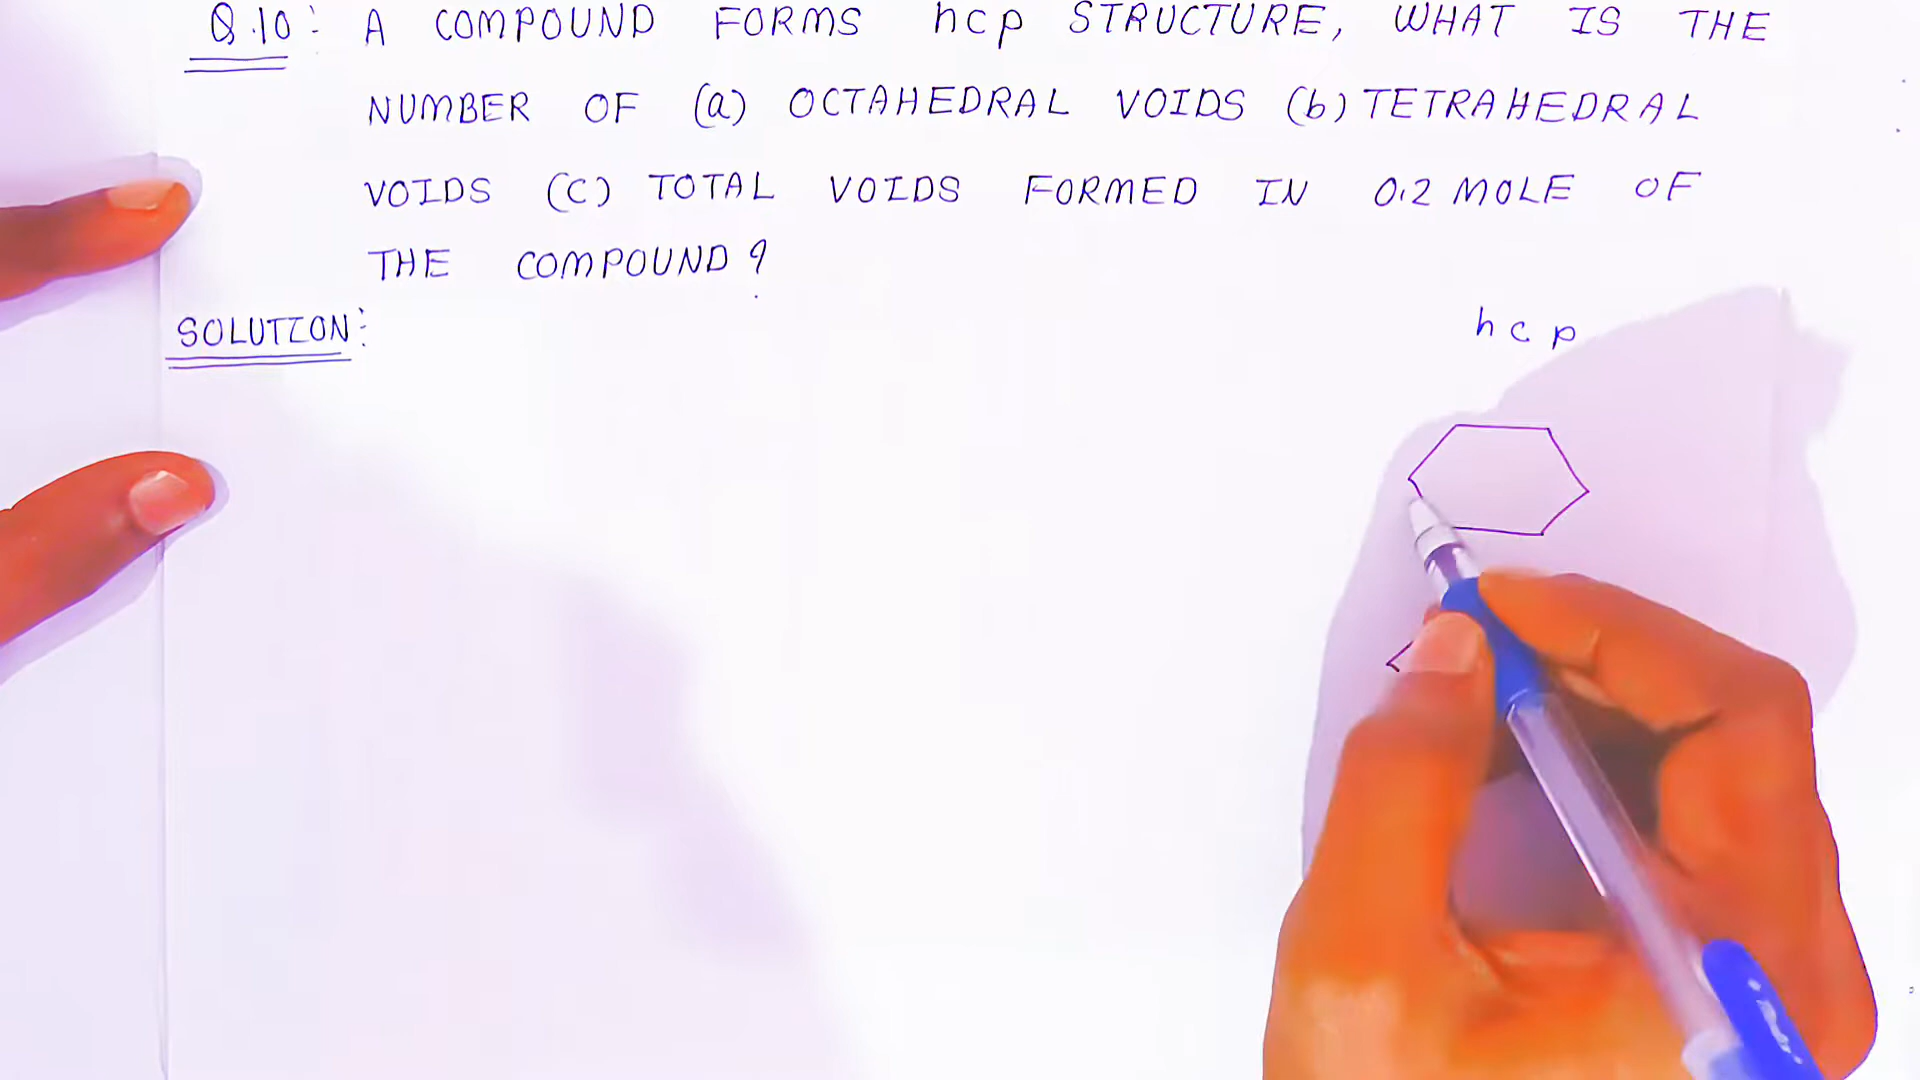 Q.10: A COMPOUND FORMS hcp STRUCTURE, WHAT IS THE
NUMBER OF (a) OCTAHEDRAL VOIDS (b) TETRAHEDRAL
VOIDS (C) TOTAL VOIDS FORMED IN 0.2 MOLE OF
THE COMPOUND?
SOLUTION:
hcp